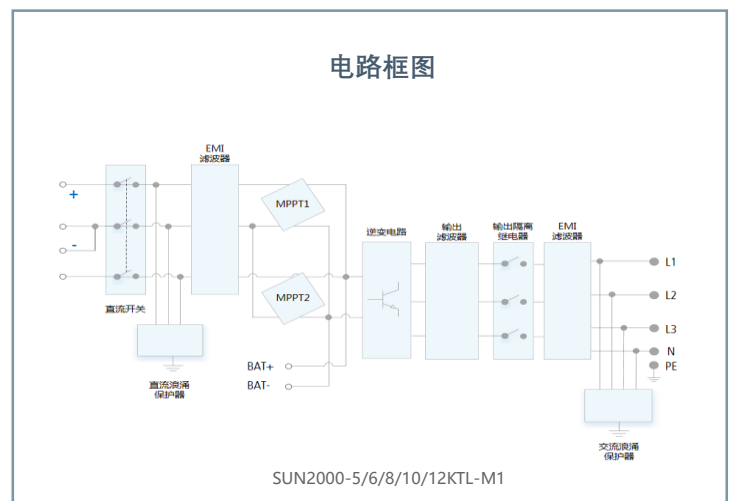 电路框图
EMI
滤波器
+
-
MPPT1
MPPT2
直流开关
直流浪涌
保护器
BAT+
BAT-
逆变电路
输出
滤波器
输出隔离
继电器
EMI
滤波器
L1
L2
L3
N
PE
交流浪涌
保护器
SUN2000-5/6/8/10/12KTL-M1